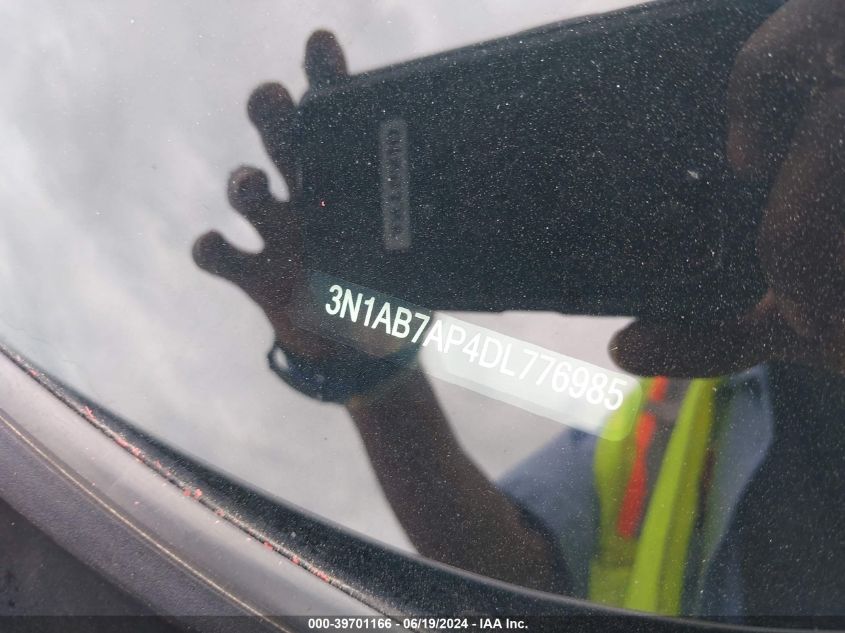 3N1AB7AP4DL776985
000-39701166 - 06/19/2024 - IAA Inc.